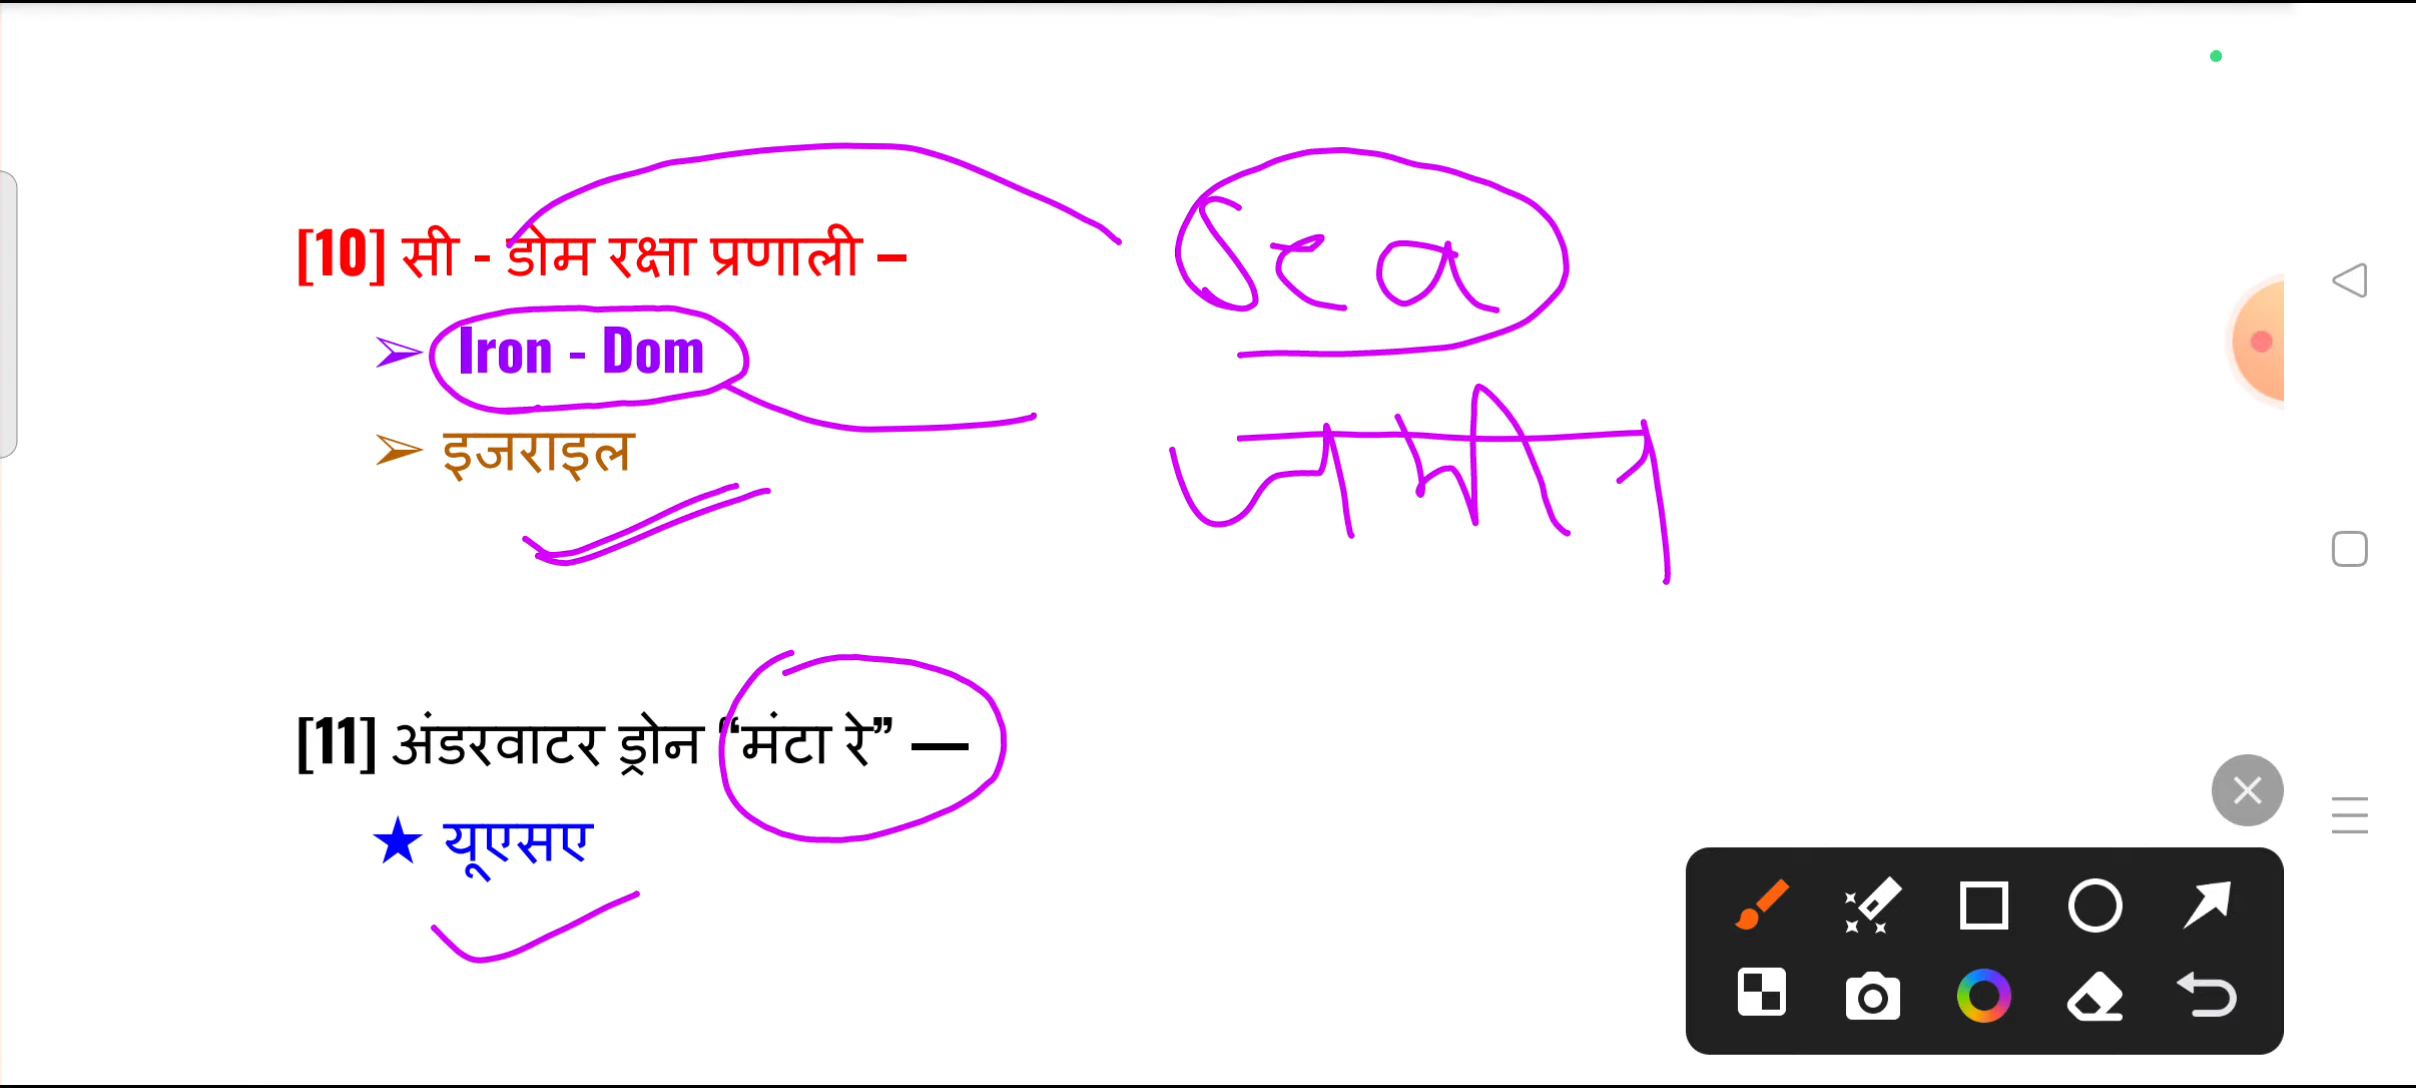 [10] सी - डोम रक्षा प्रणाली –
Sea
➢ Iron - Dom
जमीन
➢ इजराइल
[11] अंडरवाटर ड्रोन “मंटा रे” —
★ यूएसए